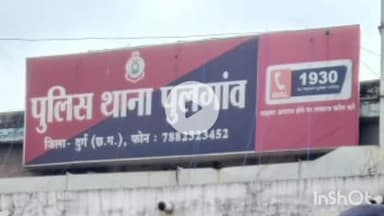 पुलिस थाना पुलगांव
जिला- दुर्ग (छ.ग.), फोन : 7882323452
1930
InShOt